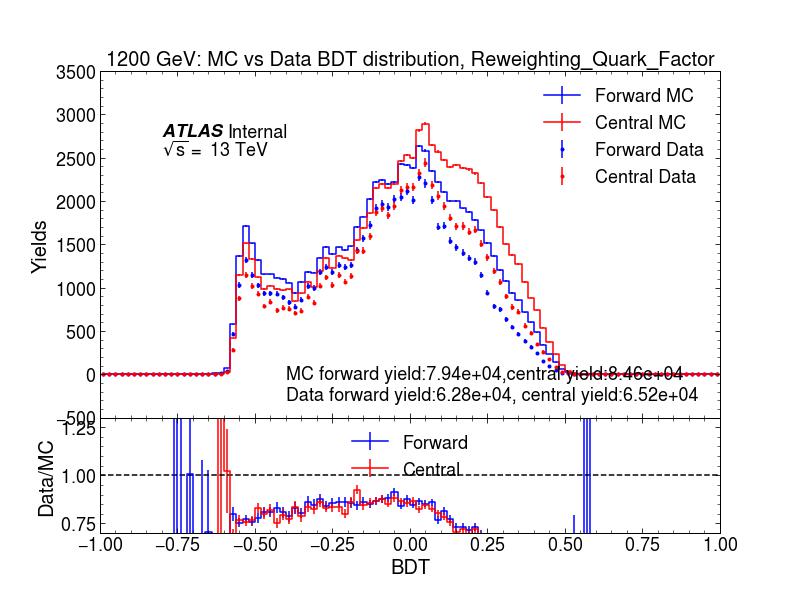 1200 GeV: MC vs Data BDT distribution, Reweighting_Quark_Factor
3500
3000
2500
2000
1500
1000
500
0
−500
Yields
ATLAS Internal
√s = 13 TeV
Forward MC
Central MC
Forward Data
Central Data
MC forward yield:7.94e+04,central yield:8.46e+04
Data forward yield:6.28e+04, central yield:6.52e+04
1.25
1.00
0.75
Data/MC
Forward
Central
−1.00 −0.75 −0.50 −0.25 0.00 0.25 0.50 0.75 1.00
BDT